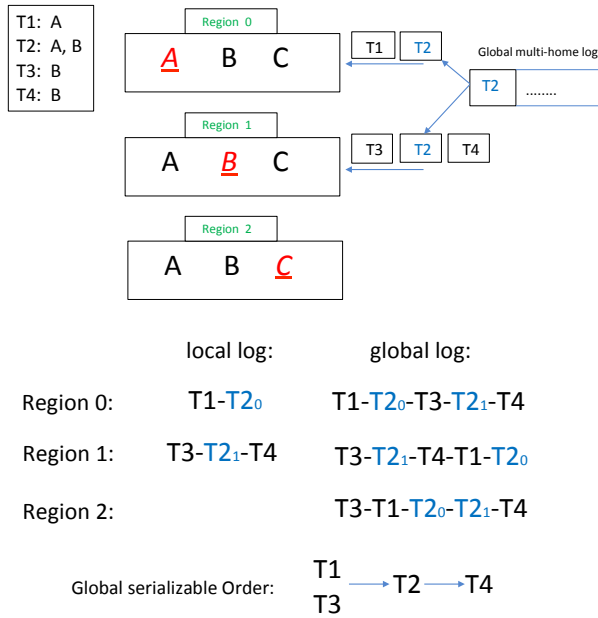 T1: A
T2: A, B
T3: B
T4: B
Region 0
A B C
T1 T2
Global multi-home log
T2 ........
Region 1
A B C
T3 T2 T4
Region 2
A B C
local log: global log:
Region 0: T1-T20 T1-T20-T3-T21-T4
Region 1: T3-T21-T4 T3-T21-T4-T1-T20
Region 2: T3-T1-T20-T21-T4
Global serializable Order: T1 T3 T2 T4